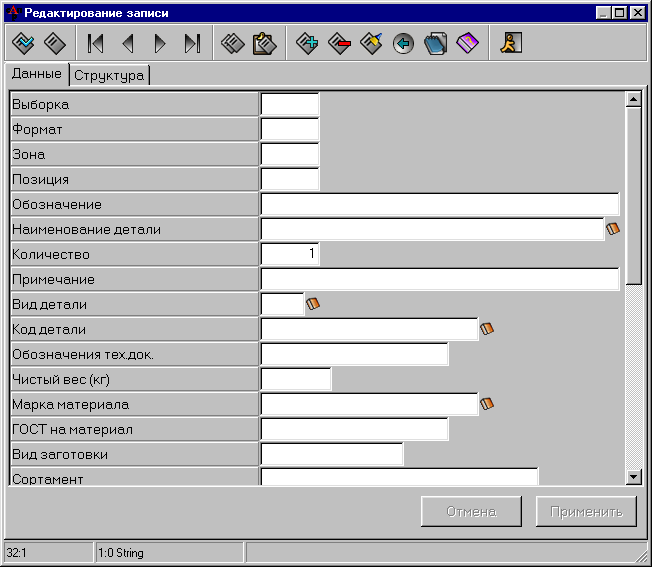 Редактирование записи
Данные
Структура
Выборка
Формат
Зона
Позиция
Обозначение
Наименование детали
Количество 1
Примечание
Вид детали
Код детали
Обозначения тех.док.
Чистый вес (кг)
Марка материала
ГОСТ на материал
Вид заготовки
Сортамент
Отмена
Применить
32:1
1:0 String